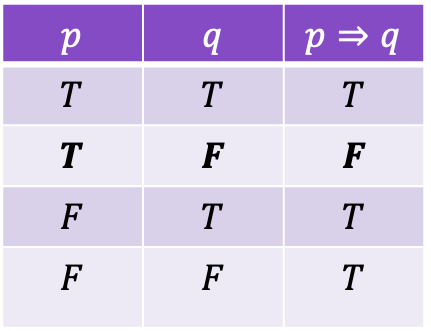 p q p ⇒ q
T T T
T F F
F T T
F F T